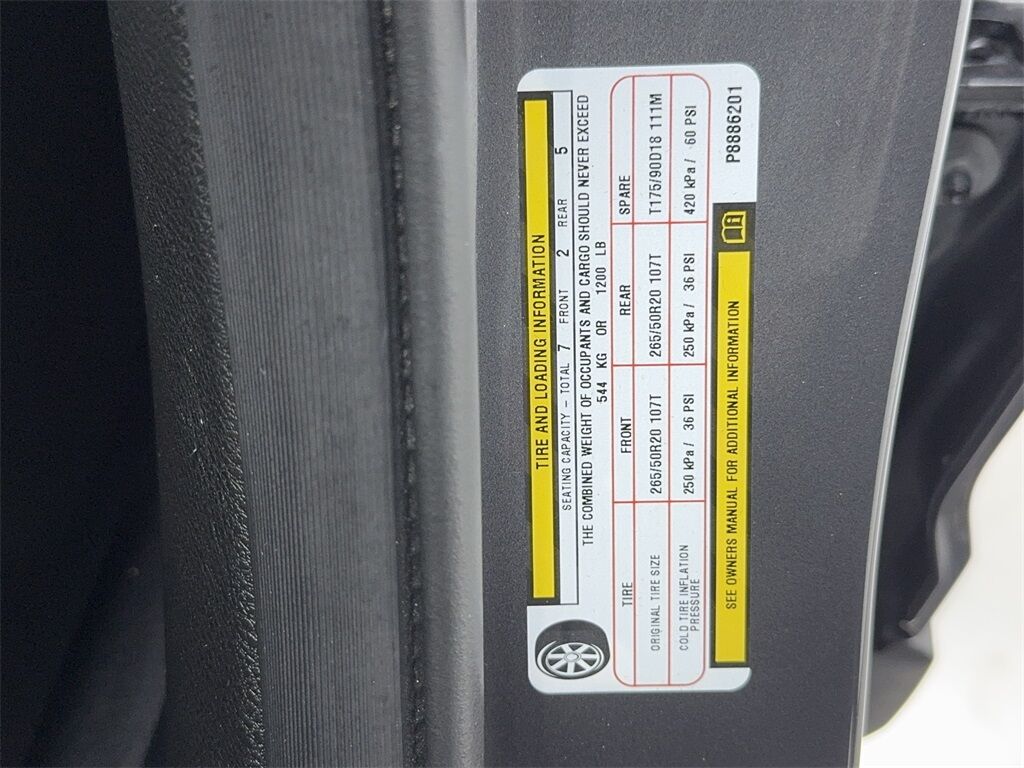 TIRE AND LOADING INFORMATION
SEATING CAPACITY – TOTAL 7 FRONT 2 REAR 5
THE COMBINED WEIGHT OF OCCUPANTS AND CARGO SHOULD NEVER EXCEED
544 KG OR 1200 LB
TIRE FRONT REAR SPARE
ORIGINAL TIRE SIZE 265/50R20 107T 265/50R20 107T T175/90D18 111M
COLD TIRE INFLATION PRESSURE 250 kPa / 36 PSI 250 kPa / 36 PSI 420 kPa / 60 PSI
SEE OWNERS MANUAL FOR ADDITIONAL INFORMATION
P8886201